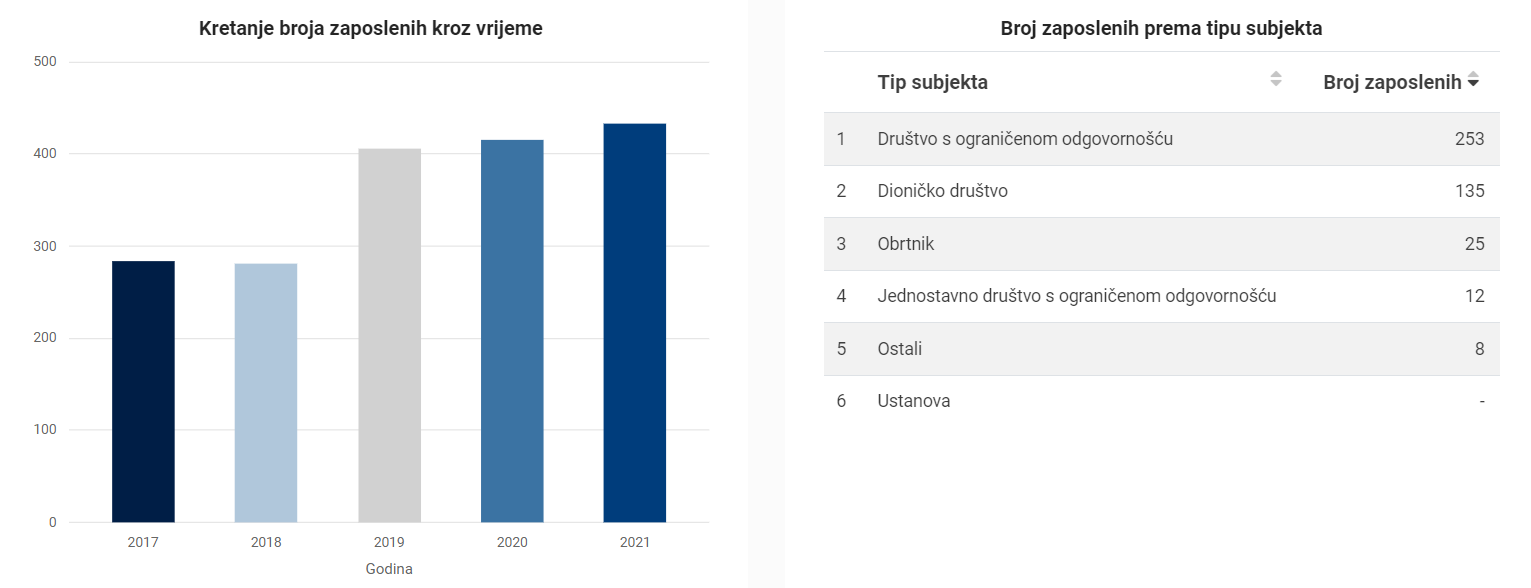 Kretanje broja zaposlenih kroz vrijeme
500
400
300
200
100
0
2017 2018 2019 2020 2021
Godina
Broj zaposlenih prema tipu subjekta
Tip subjekta Broj zaposlenih
1 Društvo s ograničenom odgovornošću 253
2 Dioničko društvo 135
3 Obrtnik 25
4 Jednostavno društvo s ograničenom odgovornošću 12
5 Ostali 8
6 Ustanova -